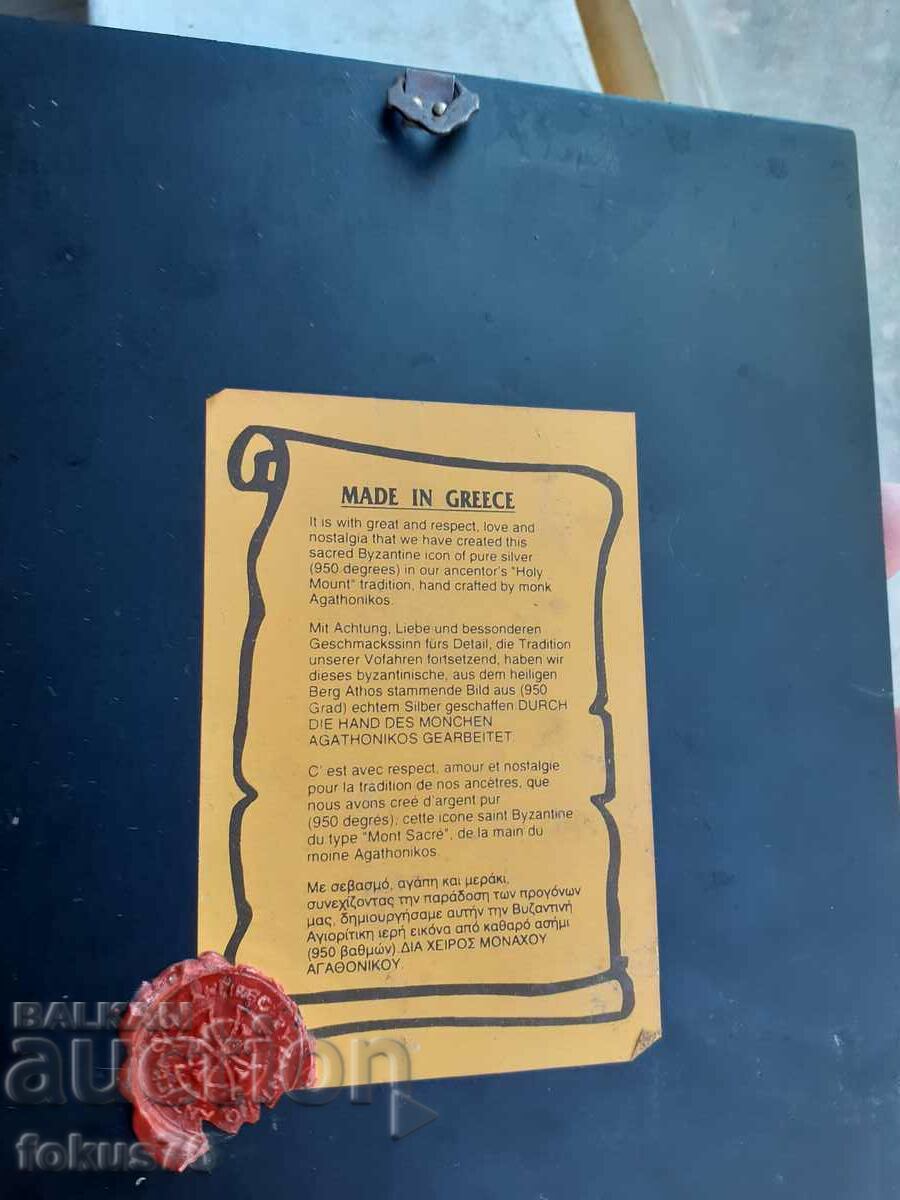 MADE IN GREECE
It is with great and respect, love and
nostalgia that we have created this
sacred Byzantine icon of pure silver
(950 degrees) in our ancentor's "Holy
Mount" tradition, hand crafted by monk
Agathonikos.
Mit Achtung, Liebe und bessonderen
Geschmackssinn fürs Detail, die Tradition
unserer Vofahren fortsetzend, haben wir
dieses byzantinische, aus dem heiligen
Berg Athos stammende Bild aus (950
Grad) echtem Silber geschaffen.DURCH
DIE HAND DES MÖNCHEN
AGATHONIKOS GEARBEITET.
C' est avec respect, amour et nostalgie
pour la tradition de nos ancètres, que
nous avons creé d'argent pur
(950 degrés), cette icone saint Byzantine
du type "Mont Sacré", de la main du
moine Agathonikos.
Με σεβασμό, αγάπη και μεράκι,
συνεχίζοντας την παράδοση των προγόνων
μας, δημιουργήσαμε αυτήν την Βυζαντινή
Αγιορίτικη ιερή εικόνα από καθαρό ασήμι
(950 βαθμών).ΔΙΑ ΧΕΙΡΟΣ ΜΟΝΑΧΟΥ
ΑΓΑΘΟΝΙΚΟΥ.
BALKAN
auction
fokus76